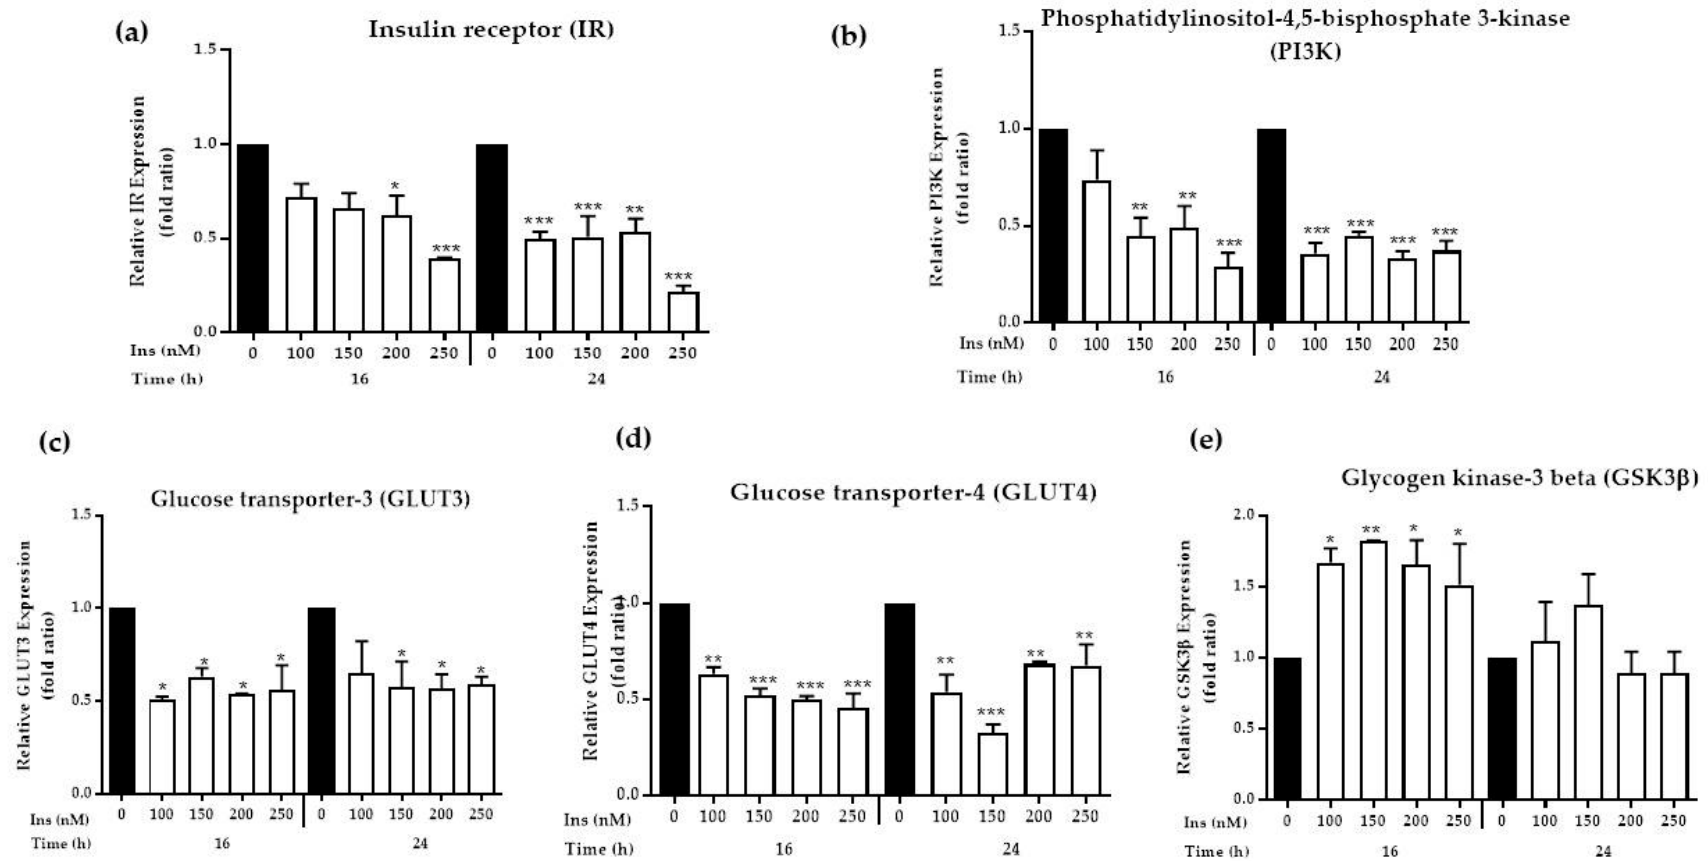 (a)
Insulin receptor (IR)
Relative IR Expression
(fold ratio)
1.5
1.0
0.5
0.0
*
***
***
***
**
***
Ins (nM) 0 100 150 200 250 0 100 150 200 250
Time (h) 16 24
(b)
Phosphatidylinositol-4,5-bisphosphate 3-kinase
(PI3K)
Relative PI3K Expression
(fold ratio)
1.5
1.0
0.5
0.0
**
**
***
***
***
***
***
Ins (nM) 0 100 150 200 250 0 100 150 200 250
Time (h) 16 24
(c)
Glucose transporter-3 (GLUT3)
Relative GLUT3 Expression
(fold ratio)
1.5
1.0
0.5
0.0
*
*
*
*
*
*
*
Ins (nM) 0 100 150 200 250 0 100 150 200 250
Time (h) 16 24
(d)
Glucose transporter-4 (GLUT4)
Relative GLUT4 Expression
(fold ratio)
1.5
1.0
0.5
0.0
**
***
***
***
**
***
**
**
Ins (nM) 0 100 150 200 250 0 100 150 200 250
Time (h) 16 24
(e)
Glycogen kinase-3 beta (GSK3β)
Relative GSK3β Expression
(fold ratio)
2.0
1.5
1.0
0.5
0.0
*
**
*
*
Ins (nM) 0 100 150 200 250 0 100 150 200 250
Time (h) 16 24